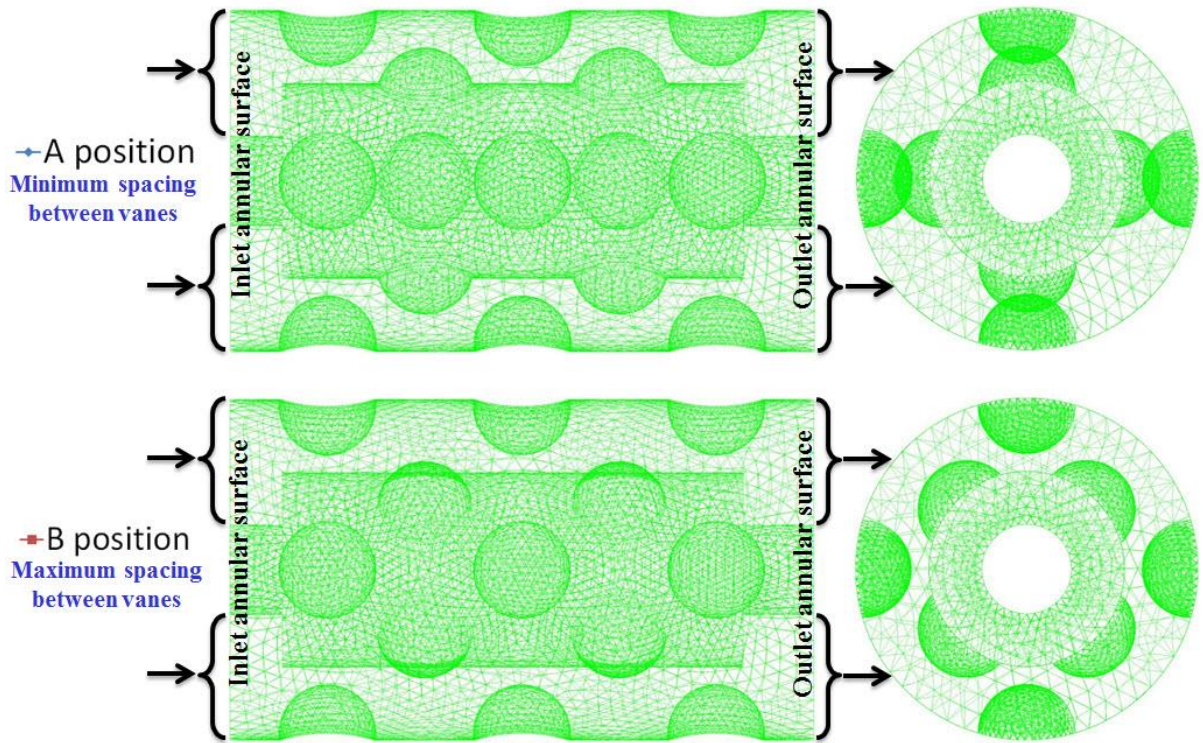 Inlet annular surface
Outlet annular surface
A position
Minimum spacing
between vanes
Inlet annular surface
Outlet annular surface
B position
Maximum spacing
between vanes